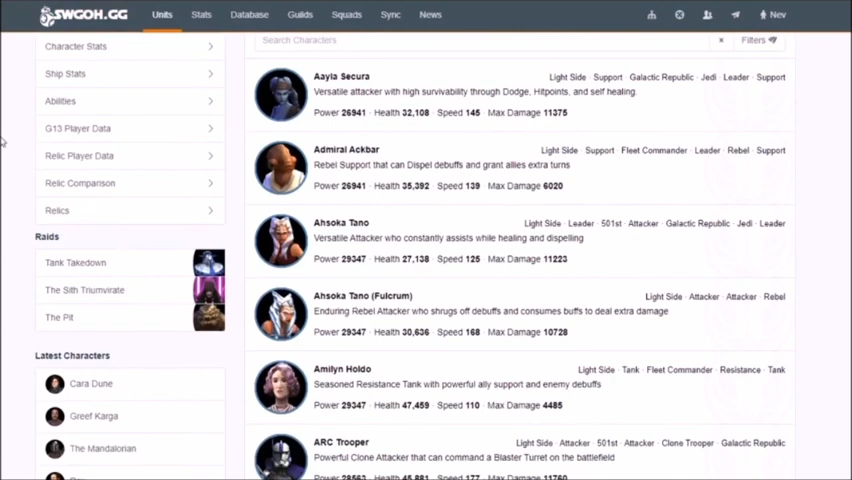 SWGOH.GG
Units Stats Database Guilds Squads Sync News
Nev
Character Stats
Ship Stats
Abilities
G13 Player Data
Relic Player Data
Relic Comparison
Relics
Raids
Tank Takedown
The Sith Triumvirate
The Pit
Latest Characters
Cara Dune
Greef Karga
The Mandalorian
Search Characters × Filters
Aayla Secura Light Side · Support · Galactic Republic · Jedi · Leader · Support
Versatile attacker with high survivability through Dodge, Hitpoints, and self healing.
Power 26941 · Health 32,108 · Speed 145 · Max Damage 11375
Admiral Ackbar Light Side · Support · Fleet Commander · Leader · Rebel · Support
Rebel Support that can Dispel debuffs and grant allies extra turns
Power 26941 · Health 35,392 · Speed 139 · Max Damage 6020
Ahsoka Tano Light Side · Leader · 501st · Attacker · Galactic Republic · Jedi · Leader
Versatile Attacker who constantly assists while healing and dispelling
Power 29347 · Health 27,138 · Speed 125 · Max Damage 11223
Ahsoka Tano (Fulcrum) Light Side · Attacker · Attacker · Rebel
Enduring Rebel Attacker who shrugs off debuffs and consumes buffs to deal extra damage
Power 29347 · Health 30,636 · Speed 168 · Max Damage 10728
Amilyn Holdo Light Side · Tank · Fleet Commander · Resistance · Tank
Seasoned Resistance Tank with powerful ally support and enemy debuffs
Power 29347 · Health 47,459 · Speed 110 · Max Damage 4485
ARC Trooper Light Side · Attacker · 501st · Attacker · Clone Trooper · Galactic Republic
Powerful Clone Attacker that can command a Blaster Turret on the battlefield
Power 28563 · Health 45,881 · Speed 177 · Max Damage 11760